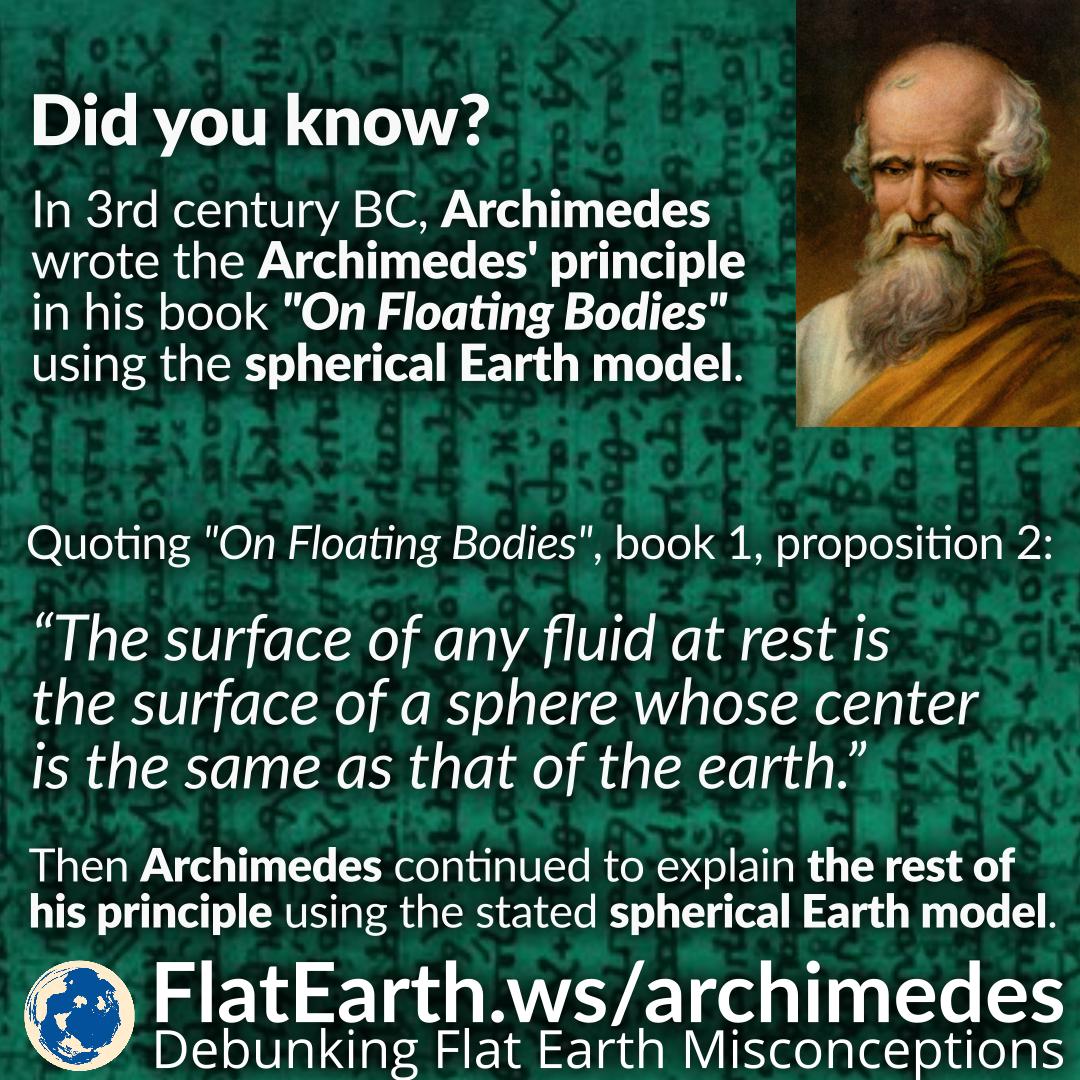 Did you know?
In 3rd century BC, Archimedes
wrote the Archimedes' principle
in his book "On Floating Bodies"
using the spherical Earth model.
Quoting "On Floating Bodies", book 1, proposition 2:
“The surface of any fluid at rest is
the surface of a sphere whose center
is the same as that of the earth.”
Then Archimedes continued to explain the rest of
his principle using the stated spherical Earth model.
FlatEarth.ws/archimedes
Debunking Flat Earth Misconceptions